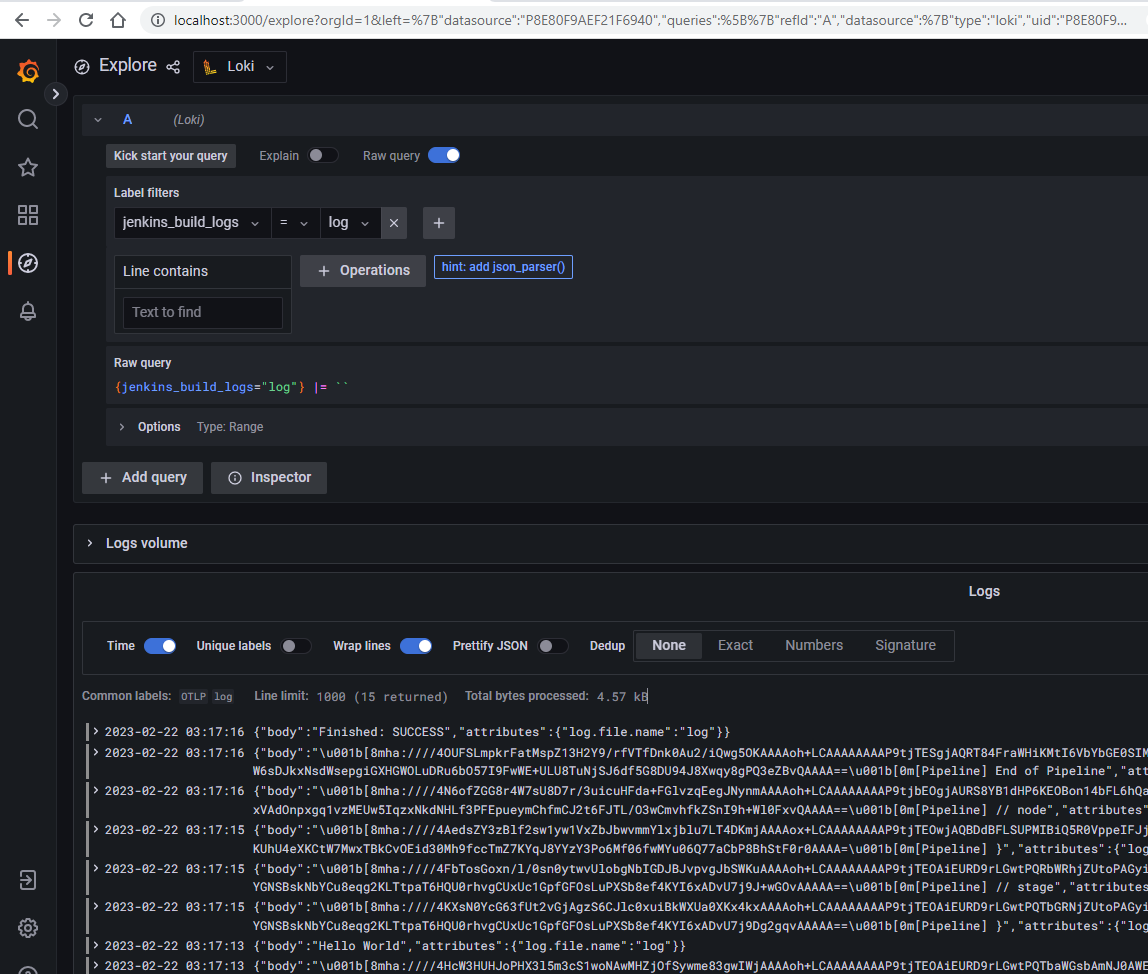 localhost:3000/explore?orgId=1&left=%7B"datasource":"P8E80F9AEF21F6940","queries":%5B%7B"refId":"A","datasource":%7B"type":"loki","uid":"P8E80F9...
Explore Loki
A (Loki)
Kick start your query Explain Raw query
Label filters
jenkins_build_logs = log
Line contains + Operations hint: add json_parser()
Text to find
Raw query
{jenkins_build_logs="log"} |= ``
Options Type: Range
+ Add query Inspector
Logs volume
Logs
Time Unique labels Wrap lines Prettify JSON Dedup None Exact Numbers Signature
Common labels: OTLP log Line limit: 1000 (15 returned) Total bytes processed: 4.57 kB
2023-02-22 03:17:16 {"body":"Finished: SUCCESS","attributes":{"log.file.name":"log"}}
2023-02-22 03:17:16 {"body":"\u001b[8mha:////4OUFSLmpkrFatMspZ13H2Y9/rfVTfDnk0Au2/iQwg5OKAAAAoh+LCAAAAAAAAP9tjTESgjAQRT84FraWHiKMtI6VbYbGE0SIM
W6sDJkxNsdWsepgiGXHGWOLuDRu6bO57I9FwWE+ULU8TuNjSJ6df5G8DU94J8Xwqy8gPQ3eZBvQAAAA==\u001b[0m[Pipeline] End of Pipeline","att
2023-02-22 03:17:16 {"body":"\u001b[8mha:////4N6ofZGG8r4W7sU8D7r/3uicuHFda+FGlvzqEegJNynmAAAAoh+LCAAAAAAAAP9tjbEOgjAURS8YB1dHP6KEOBon14bFL6hQa
xVAdOnpxgq1vzMEUw5IqzxNkdNHLf3PFEpueymChfmCJ2t6FJTL/O3wCmvhfkZSnI9h+Wl0FxvQAAAA==\u001b[0m[Pipeline] // node","attributes"
2023-02-22 03:17:15 {"body":"\u001b[8mha:////4AedsZY3zBlf2sw1yw1VxZbJbwvmmYlxjblu7LT4DKmjAAAAox+LCAAAAAAAAP9tjTEOwjAQBDdBFLSUPMIBiQ5R0VppeIFJj
KUhU4eXKCtW7MwxTBkCvOEid30Mh9fccTmZ7KYqJ8YYzY3Po6Mf06fwMYu06Q77aCbP8BhStF0r0AAAA=\u001b[0m[Pipeline] }","attributes":{"log
2023-02-22 03:17:15 {"body":"\u001b[8mha:////4FbTosGoxn/l/0sn0ytwvUlobgNbIGDJBJvpvgJbSWKuAAAAoh+LCAAAAAAAAP9tjTEOAiEURD9rLGwtPQRbWRhjZUtoPAGyi
YGNSBskNbYCu8eqg2KLTtpaT6HQU0rhvgCUxUc1GpfGFOsLuPXSb8ef4KYI6xADvU7j9J+wGOvAAAAA==\u001b[0m[Pipeline] // stage","attributes
2023-02-22 03:17:15 {"body":"\u001b[8mha:////4KXsN0YcG63fUt2vGjAgzS6CJlc0xuiBkWXUa0XKx4kxAAAAoh+LCAAAAAAAAP9tjTEOAiEURD9rLGwtPQTbGRNjZUtoPAGyi
YGNSBskNbYCu8eqg2KLTtpaT6HQU0rhvgCUxUc1GpfGFOsLuPXSb8ef4KYI6xADvU7j9Dg2gqvAAAAA==\u001b[0m[Pipeline] }","attributes":{"log
2023-02-22 03:17:13 {"body":"Hello World","attributes":{"log.file.name":"log"}}
2023-02-22 03:17:13 {"body":"\u001b[8mha:////4HcW3HUHJoPHX3l5m3cS1woNAwMHZjOfSywme83gwIWjAAAAoh+LCAAAAAAAAP9tjTEOAiEURD9rLGwtPQTbaWGsbAmNJ0AWE